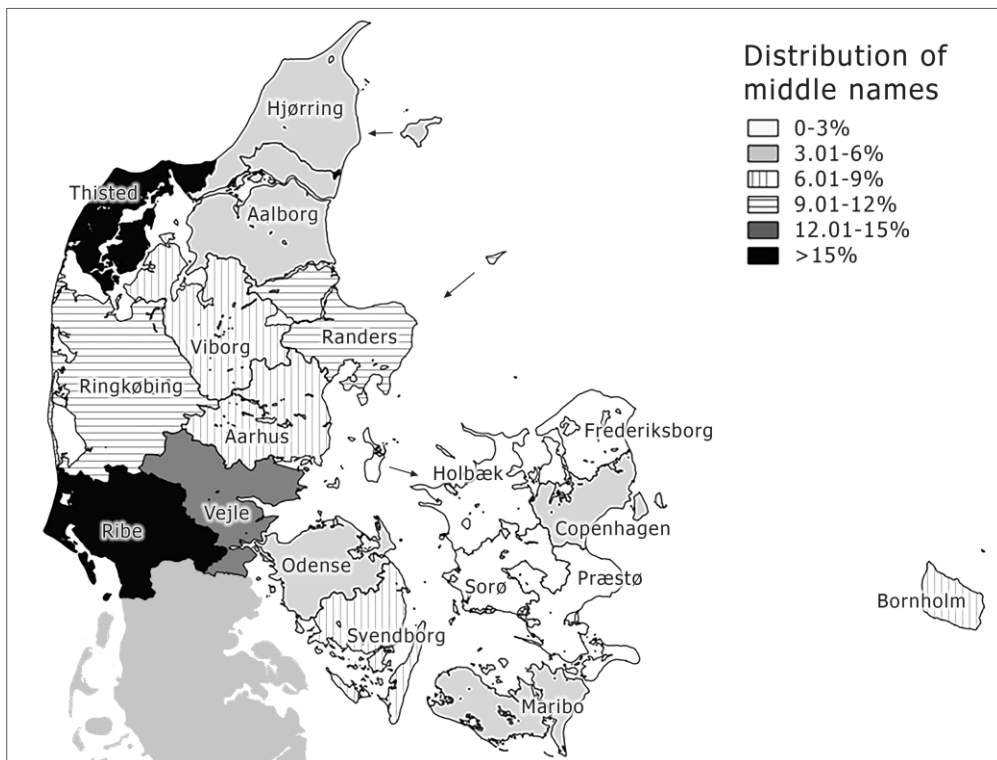 Distribution of
middle names
0-3%
3.01-6%
6.01-9%
9.01-12%
12.01-15%
>15%
Hjørring
Thisted
Aalborg
Randers
Viborg
Ringkøbing
Aarhus
Frederiksborg
Holbæk
Vejle
Copenhagen
Ribe
Odense
Sorø
Præstø
Bornholm
Svendborg
Maribo